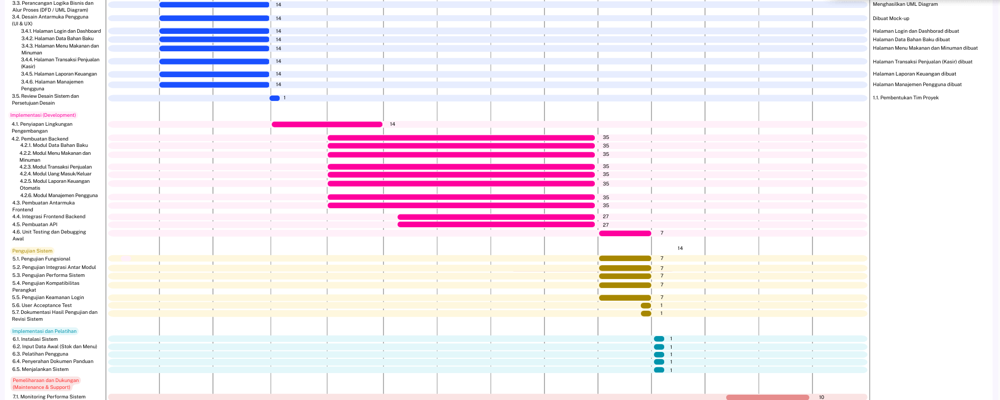 3.3. Perancangan Logika Bisnis dan
Alur Proses (DFD / UML Diagram)
14
Menghasilkan UML Diagram
3.4. Desain Antarmuka Pengguna
(UI & UX)
14
Dibuat Mock-up
3.4.1. Halaman Login dan Dashboard
14
Halaman Login dan Dashborad dibuat
3.4.2. Halaman Data Bahan Baku
14
Halaman Data Bahan Baku dibuat
3.4.3. Halaman Menu Makanan dan
Minuman
14
Halaman Menu Makanan dan Minuman dibuat
3.4.4. Halaman Transaksi Penjualan
(Kasir)
14
Halaman Transaksi Penjualan (Kasir) dibuat
3.4.5. Halaman Laporan Keuangan
14
Halaman Laporan Keuangan dibuat
3.4.6. Halaman Manajemen
Pengguna
14
Halaman Manajemen Pengguna dibuat
3.5. Review Desain Sistem dan
Persetujuan Desain
1
1.1. Pembentukan Tim Proyek
Implementasi (Development)
4.1. Penyiapan Lingkungan
Pengembangan
14
4.2. Pembuatan Backend
35
4.2.1. Modul Data Bahan Baku
35
4.2.2. Modul Menu Makanan dan
Minuman
35
4.2.3. Modul Transaksi Penjualan
35
4.2.4. Modul Uang Masuk/Keluar
35
4.2.5. Modul Laporan Keuangan
Otomatis
35
4.2.6. Modul Manajemen Pengguna
35
4.3. Pembuatan Antarmuka
Frontend
35
4.4. Integrasi Frontend Backend
27
4.5. Pembuatan API
27
4.6. Unit Testing dan Debugging
Awal
7
Pengujian Sistem
14
5.1. Pengujian Fungsional
7
5.2. Pengujian Integrasi Antar Modul
7
5.3. Pengujian Performa Sistem
7
5.4. Pengujian Kompatibilitas
Perangkat
7
5.5. Pengujian Keamanan Login
7
5.6. User Acceptance Test
1
5.7. Dokumentasi Hasil Pengujian dan
Revisi Sistem
1
Implementasi dan Pelatihan
6.1. Instalasi Sistem
1
6.2. Input Data Awal (Stok dan Menu)
1
6.3. Pelatihan Pengguna
1
6.4. Penyerahan Dokumen Panduan
1
6.5. Menjalankan Sistem
1
Pemeliharaan dan Dukungan
(Maintenance & Support)
7.1. Monitoring Performa Sistem
10